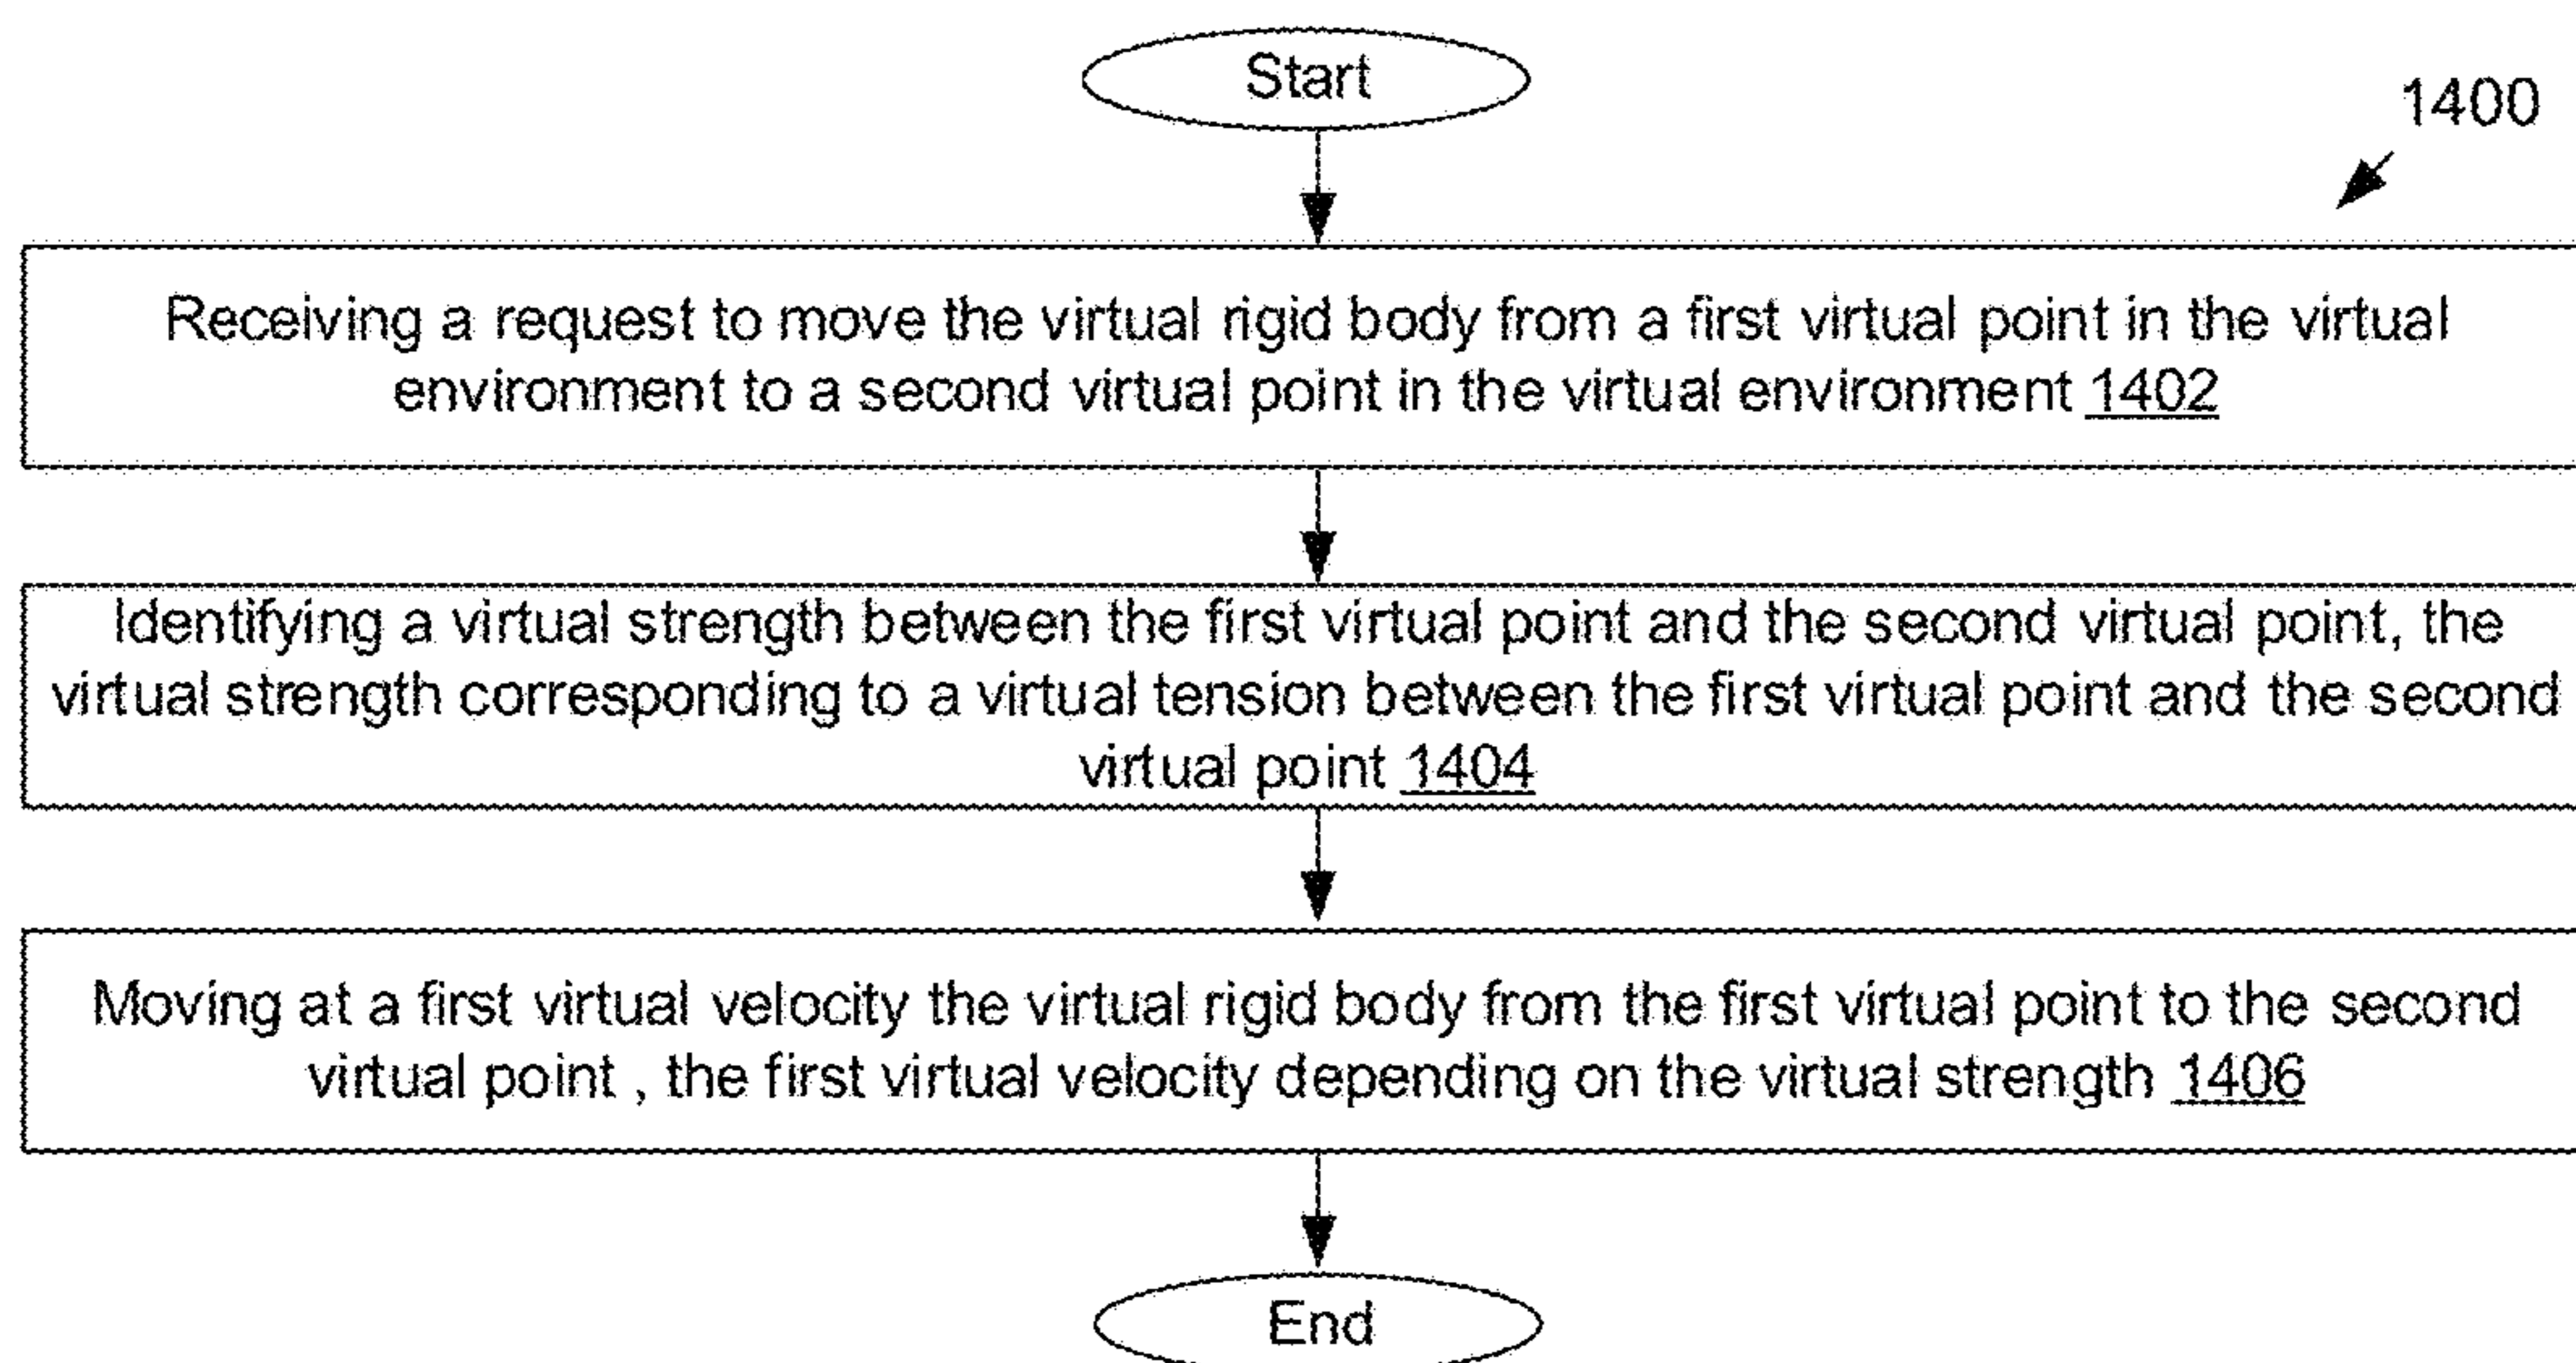 Start
1400
Receiving a request to move the virtual rigid body from a first virtual point in the virtual
environment to a second virtual point in the virtual environment 1402
Identifying a virtual strength between the first virtual point and the second virtual point, the
virtual strength corresponding to a virtual tension between the first virtual point and the second
virtual point 1404
Moving at a first virtual velocity the virtual rigid body from the first virtual point to the second
virtual point , the first virtual velocity depending on the virtual strength 1406
End